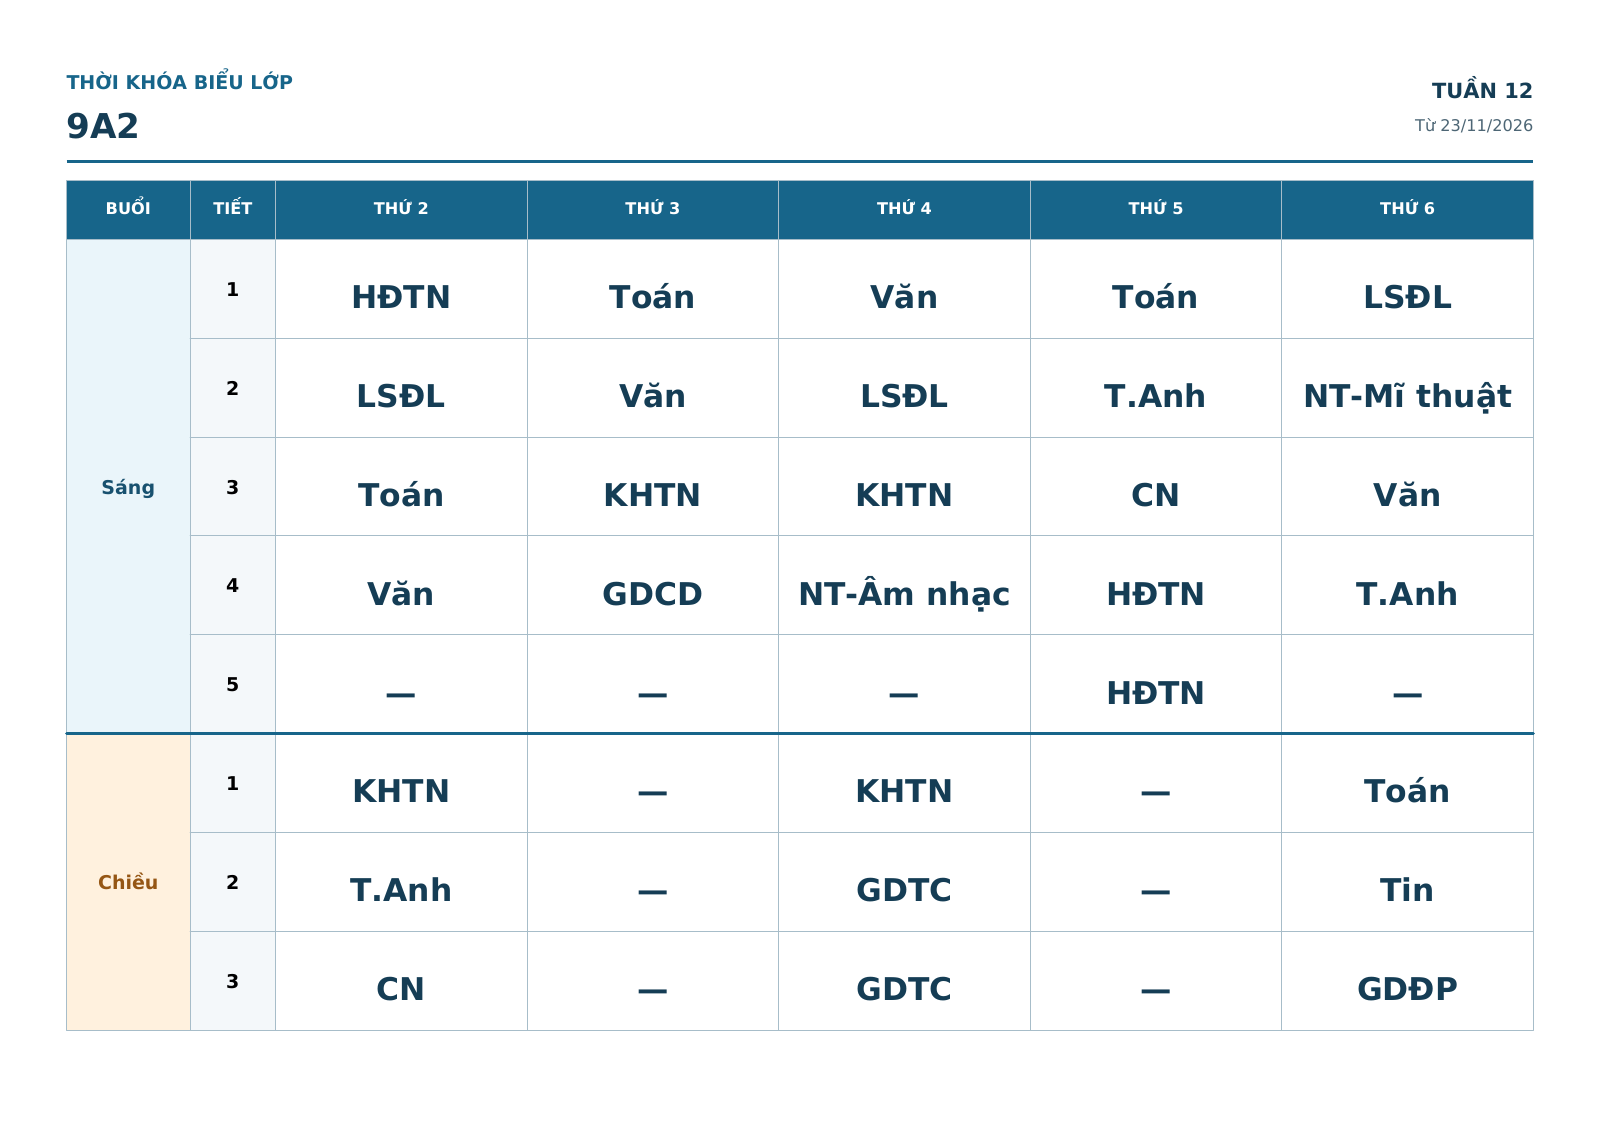 THỜI KHÓA BIỂU LỚP
9A2
TUẦN 12
Từ 23/11/2026
BUỔI TIẾT THỨ 2 THỨ 3 THỨ 4 THỨ 5 THỨ 6
Sáng
1 HĐTN Toán Văn Toán LSĐL
2 LSĐL Văn LSĐL T.Anh NT-Mĩ thuật
3 Toán KHTN KHTN CN Văn
4 Văn GDCD NT-Âm nhạc HĐTN T.Anh
5 — — — HĐTN —
Chiều
1 KHTN — KHTN — Toán
2 T.Anh — GDTC — Tin
3 CN — GDTC — GDĐP